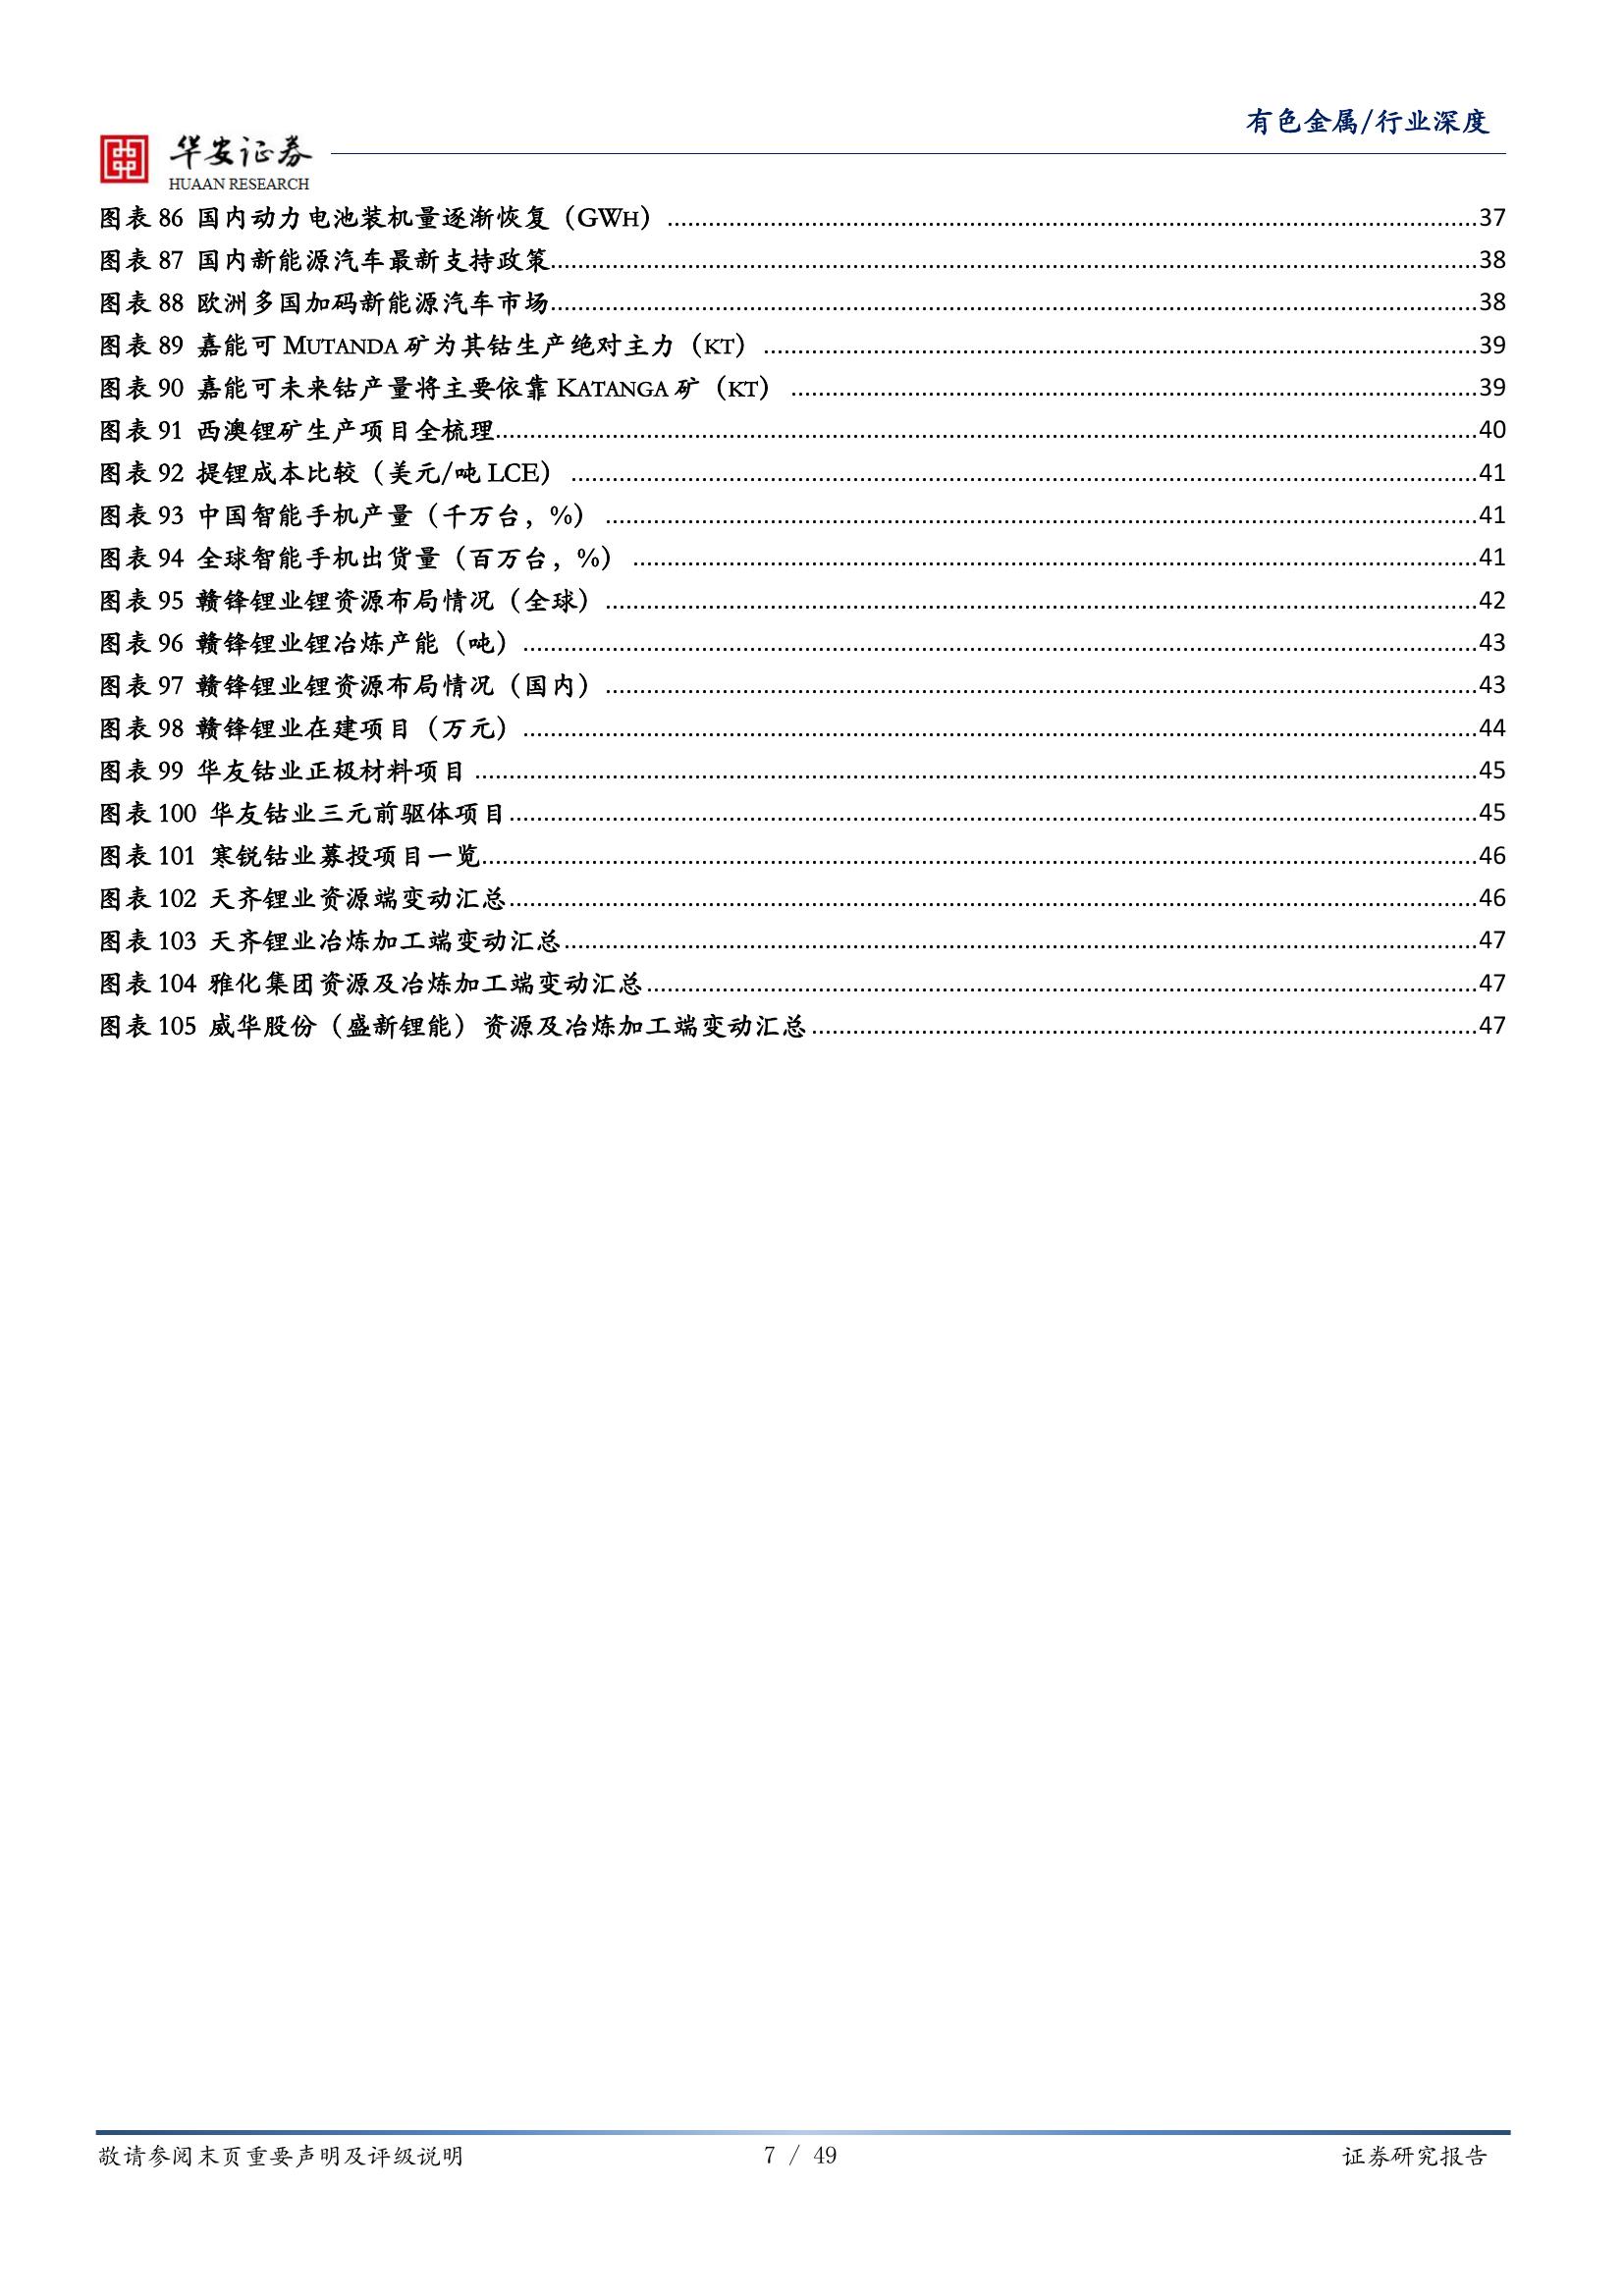 有色金属/行业深度
华安证券
HUAAN RESEARCH
图表 86 国内动力电池装机量逐渐恢复（GWH）..........37
图表 87 国内新能源汽车最新支持政策..........38
图表 88 欧洲多国加码新能源汽车市场..........38
图表 89 嘉能可 MUTANDA 矿为其钴生产绝对主力（KT）..........39
图表 90 嘉能可未来钴产量将主要依靠 KATANGA 矿（KT）..........39
图表 91 西澳锂矿生产项目全梳理..........40
图表 92 提锂成本比较（美元/吨 LCE）..........41
图表 93 中国智能手机产量（千万台，%）..........41
图表 94 全球智能手机出货量（百万台，%）..........41
图表 95 赣锋锂业锂资源布局情况（全球）..........42
图表 96 赣锋锂业锂冶炼产能（吨）..........43
图表 97 赣锋锂业锂资源布局情况（国内）..........43
图表 98 赣锋锂业在建项目（万元）..........44
图表 99 华友钴业正极材料项目..........45
图表 100 华友钴业三元前驱体项目..........45
图表 101 寒锐钴业募投项目一览..........46
图表 102 天齐锂业资源端变动汇总..........46
图表 103 天齐锂业冶炼加工端变动汇总..........47
图表 104 雅化集团资源及冶炼加工端变动汇总..........47
图表 105 威华股份（盛新锂能）资源及冶炼加工端变动汇总..........47
敬请参阅末页重要声明及评级说明 7 / 49 证券研究报告